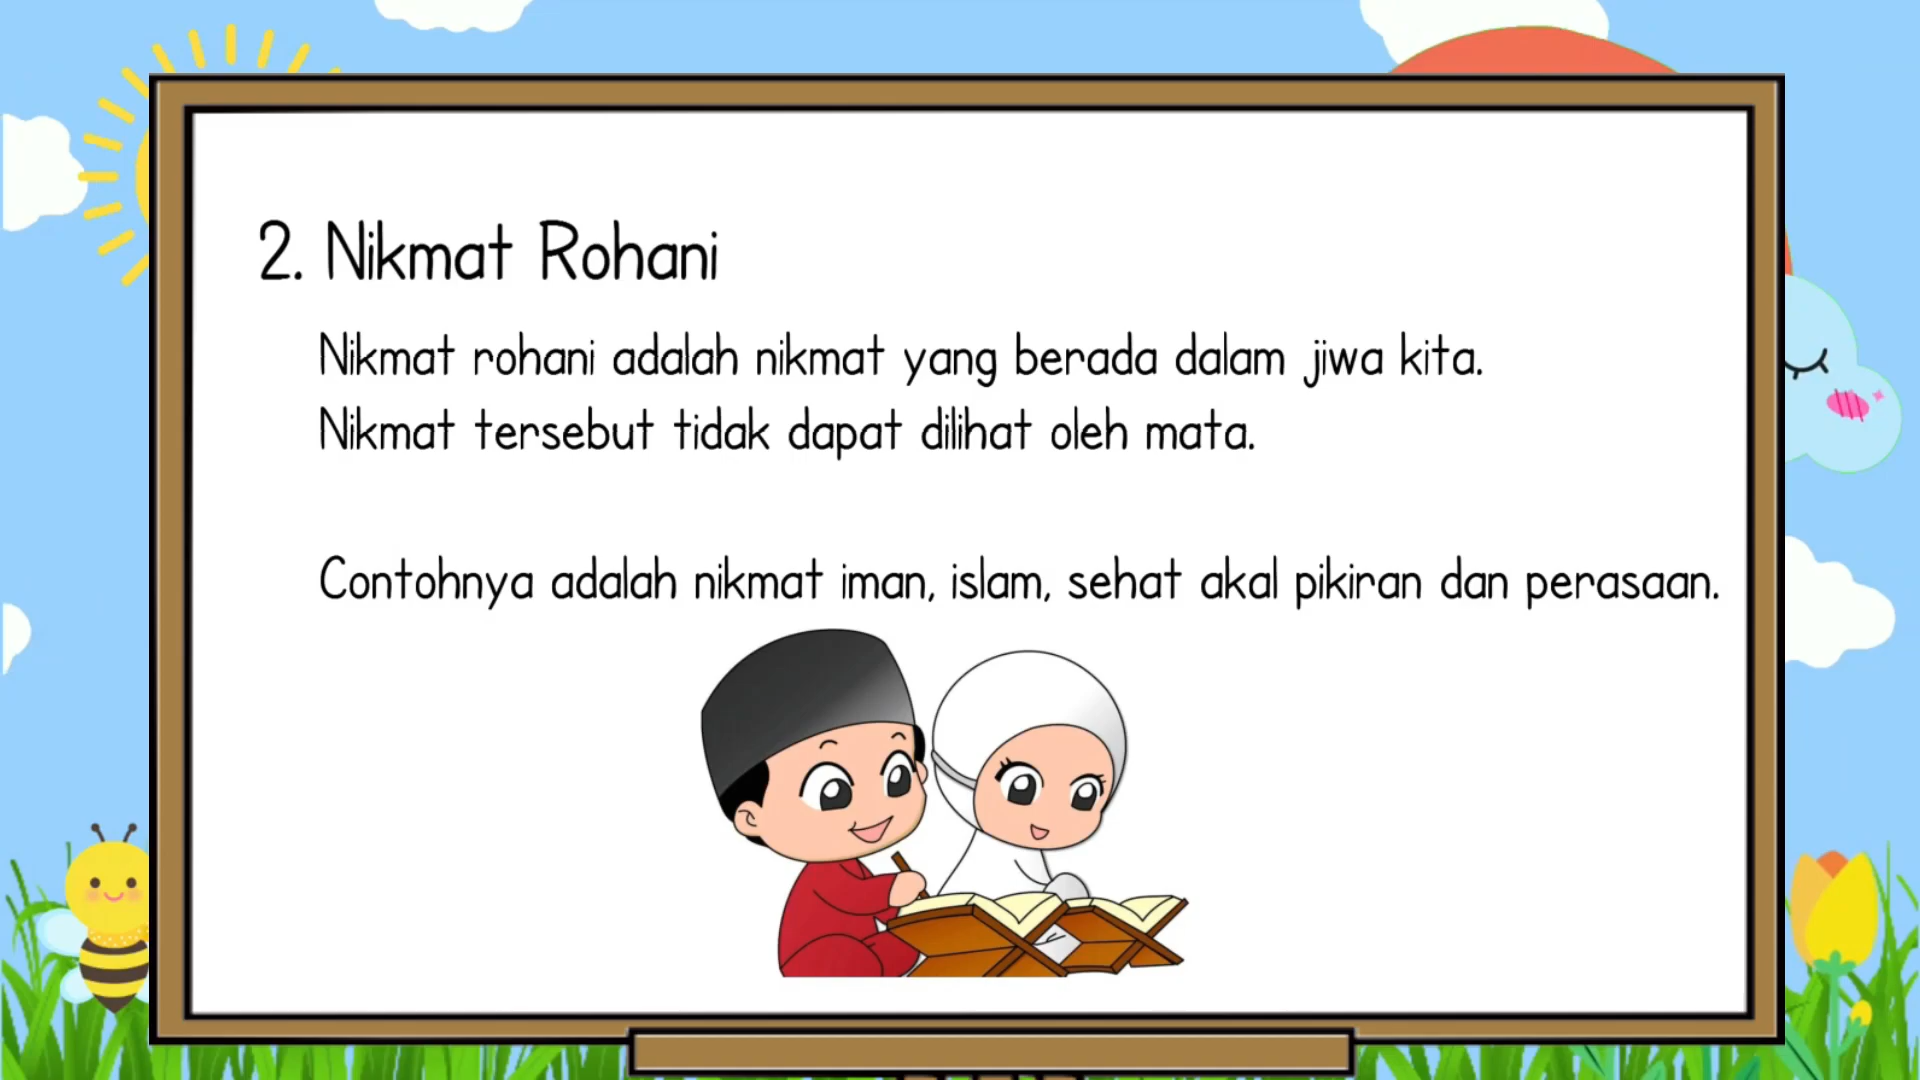 2. Nikmat Rohani
Nikmat rohani adalah nikmat yang berada dalam jiwa kita.
Nikmat tersebut tidak dapat dilihat oleh mata.
Contohnya adalah nikmat iman, islam, sehat akal pikiran dan perasaan.